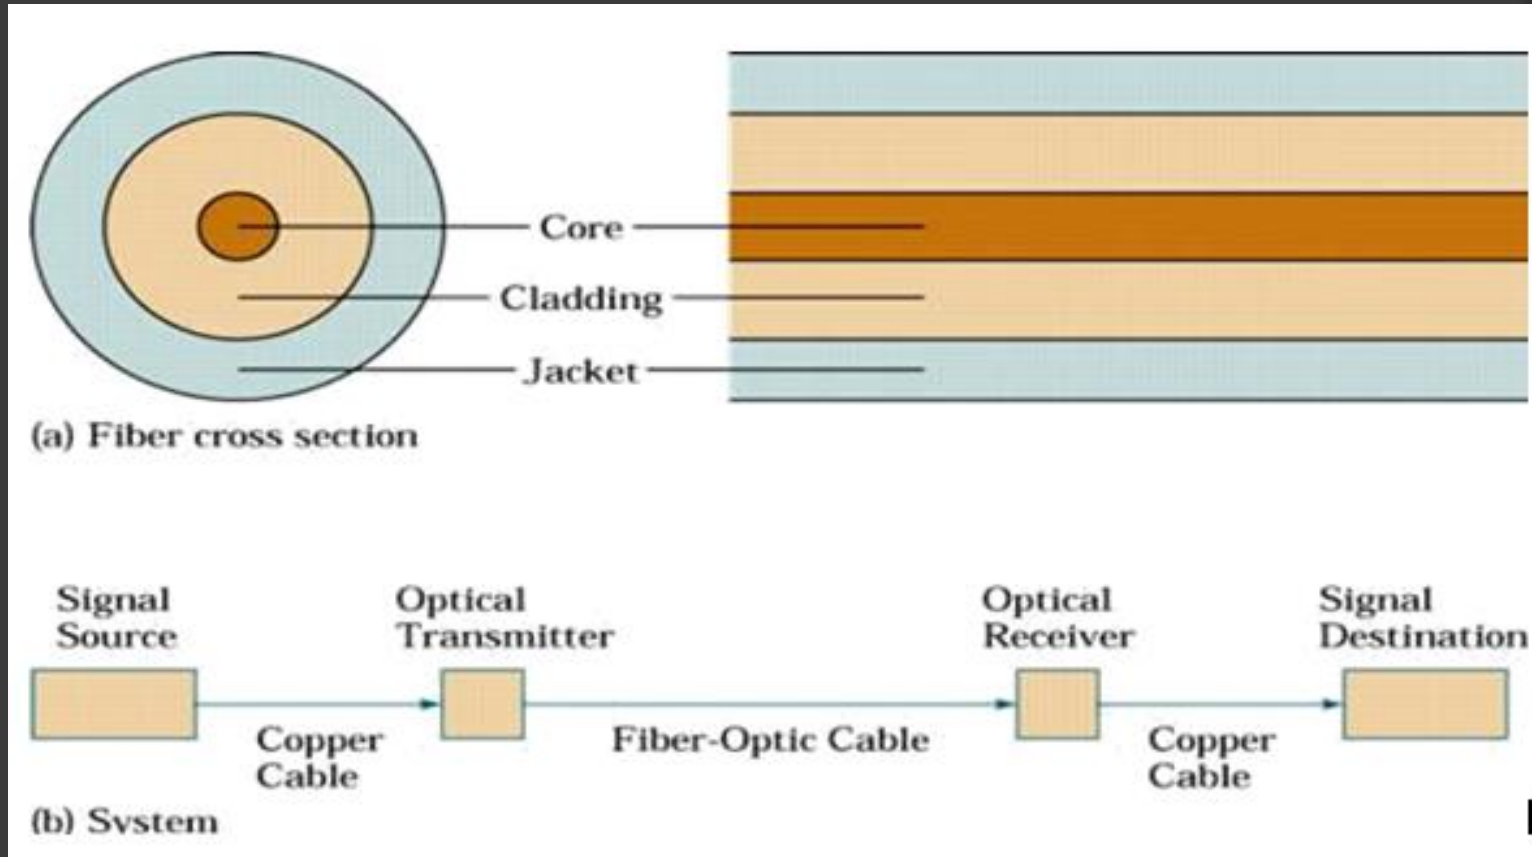 Core
Cladding
Jacket
(a) Fiber cross section
Signal
Source
Optical
Transmitter
Optical
Receiver
Signal
Destination
Copper
Cable
Fiber-Optic Cable
Copper
Cable
(b) System